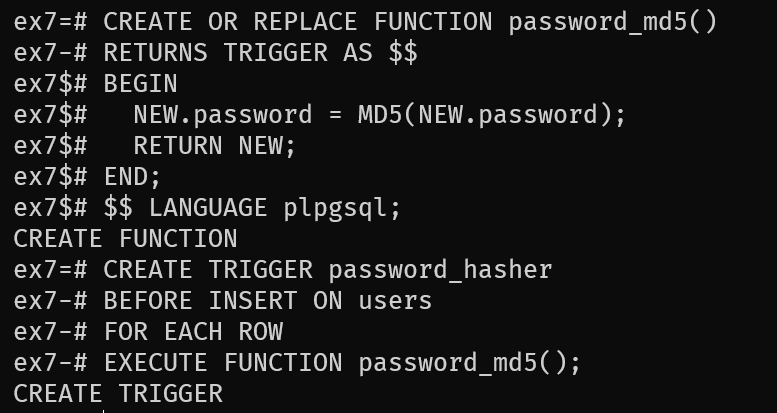 ex7=# CREATE OR REPLACE FUNCTION password_md5()
ex7-# RETURNS TRIGGER AS $$
ex7$# BEGIN
ex7$#   NEW.password = MD5(NEW.password);
ex7$#   RETURN NEW;
ex7$# END;
ex7$# $$ LANGUAGE plpgsql;
CREATE FUNCTION
ex7=# CREATE TRIGGER password_hasher
ex7-# BEFORE INSERT ON users
ex7-# FOR EACH ROW
ex7-# EXECUTE FUNCTION password_md5();
CREATE TRIGGER